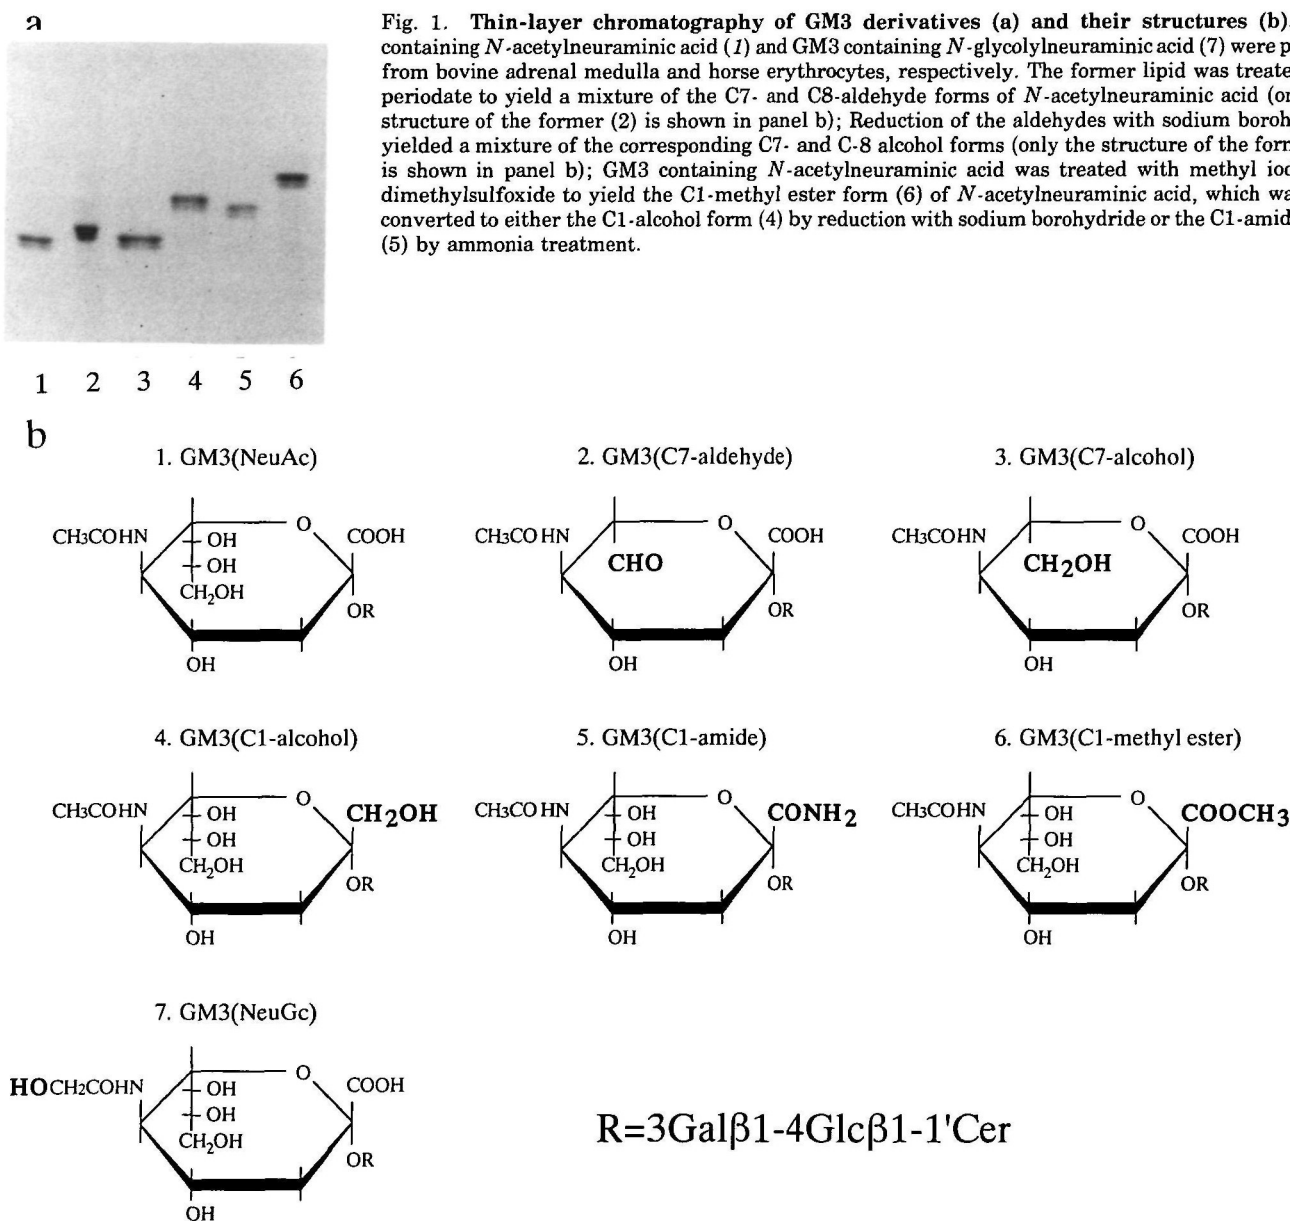 a
Fig. 1. Thin-layer chromatography of GM3 derivatives (a) and their structures (b).
containing N-acetylneuraminic acid (1) and GM3 containing N-glycolylneuraminic acid (7) were
from bovine adrenal medulla and horse erythrocytes, respectively. The former lipid was
periodate to yield a mixture of the C7- and C8-aldehyde forms of N-acetylneuraminic acid
structure of the former (2) is shown in panel b); Reduction of the aldehydes with sodium
yielded a mixture of the corresponding C7- and C-8 alcohol forms (only the structure of the
is shown in panel b); GM3 containing N-acetylneuraminic acid was treated with methyl
dimethylsulfoxide to yield the C1-methyl ester form (6) of N-acetylneuraminic acid, which
converted to either the C1-alcohol form (4) by reduction with sodium borohydride or the C1-amid
(5) by ammonia treatment.
1 2 3 4 5 6
b
1. GM3(NeuAc)
CH3COHN
O
COOH
OH
OH
CH2OH
OR
OH
2. GM3(C7-aldehyde)
CH3COHN
O
COOH
CHO
OR
OH
3. GM3(C7-alcohol)
CH3COHN
O
COOH
CH2OH
OR
OH
4. GM3(C1-alcohol)
CH3COHN
O
CH2OH
OH
OH
CH2OH
OR
OH
5. GM3(C1-amide)
CH3COHN
O
CONH2
OH
OH
CH2OH
OR
OH
6. GM3(C1-methyl ester)
CH3COHN
O
COOCH3
OH
OH
CH2OH
OR
OH
7. GM3(NeuGc)
HOCH2COHN
O
COOH
OH
OH
CH2OH
OR
OH
R=3Galβ1-4Glcβ1-1'Cer